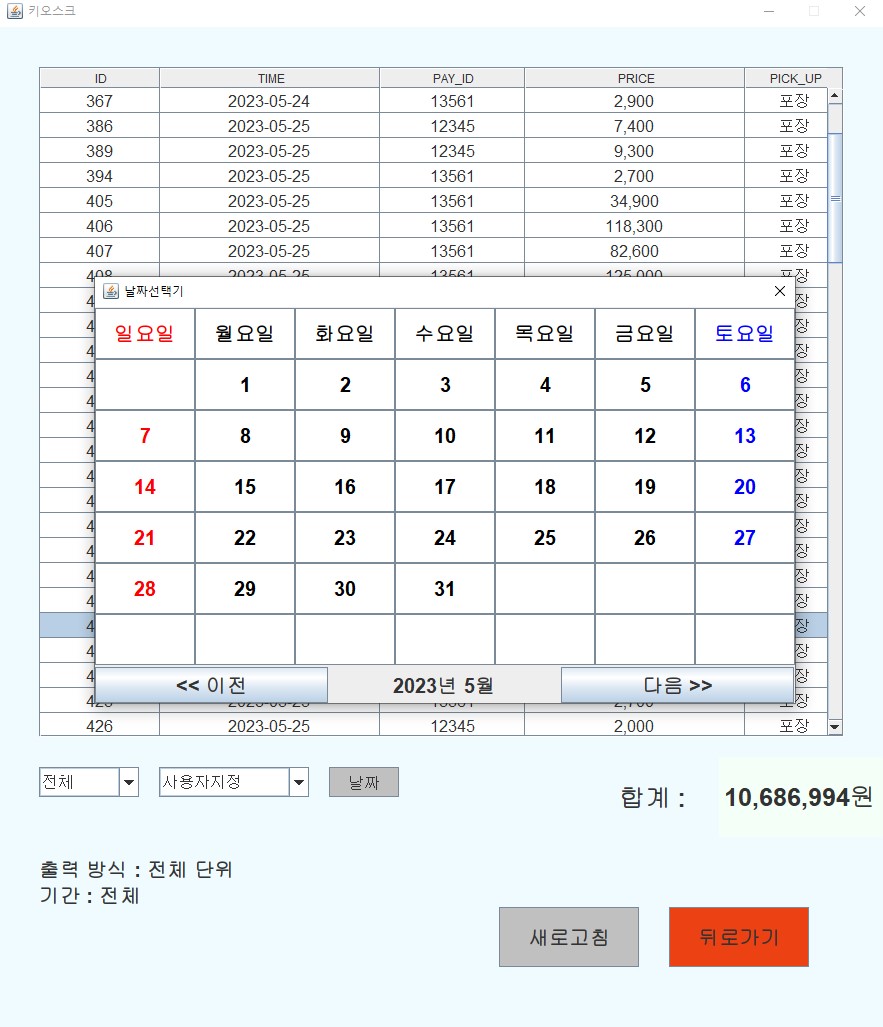 키오스크
ID TIME PAY_ID PRICE PICK_UP
367 2023-05-24 13561 2,900 포장
386 2023-05-25 12345 7,400 포장
389 2023-05-25 12345 9,300 포장
394 2023-05-25 13561 2,700 포장
405 2023-05-25 13561 34,900 포장
406 2023-05-25 13561 118,300 포장
407 2023-05-25 13561 82,600 포장
408 2023-05-25 13561 125,000 포장
날짜선택기
일요일 월요일 화요일 수요일 목요일 금요일 토요일
1 2 3 4 5 6
7 8 9 10 11 12 13
14 15 16 17 18 19 20
21 22 23 24 25 26 27
28 29 30 31
<< 이전 2023년 5월 다음 >>
426 2023-05-25 12345 2,000 포장
전체 사용자지정 날짜
합계 : 10,686,994원
출력 방식 : 전체 단위
기간 : 전체
새로고침 뒤로가기